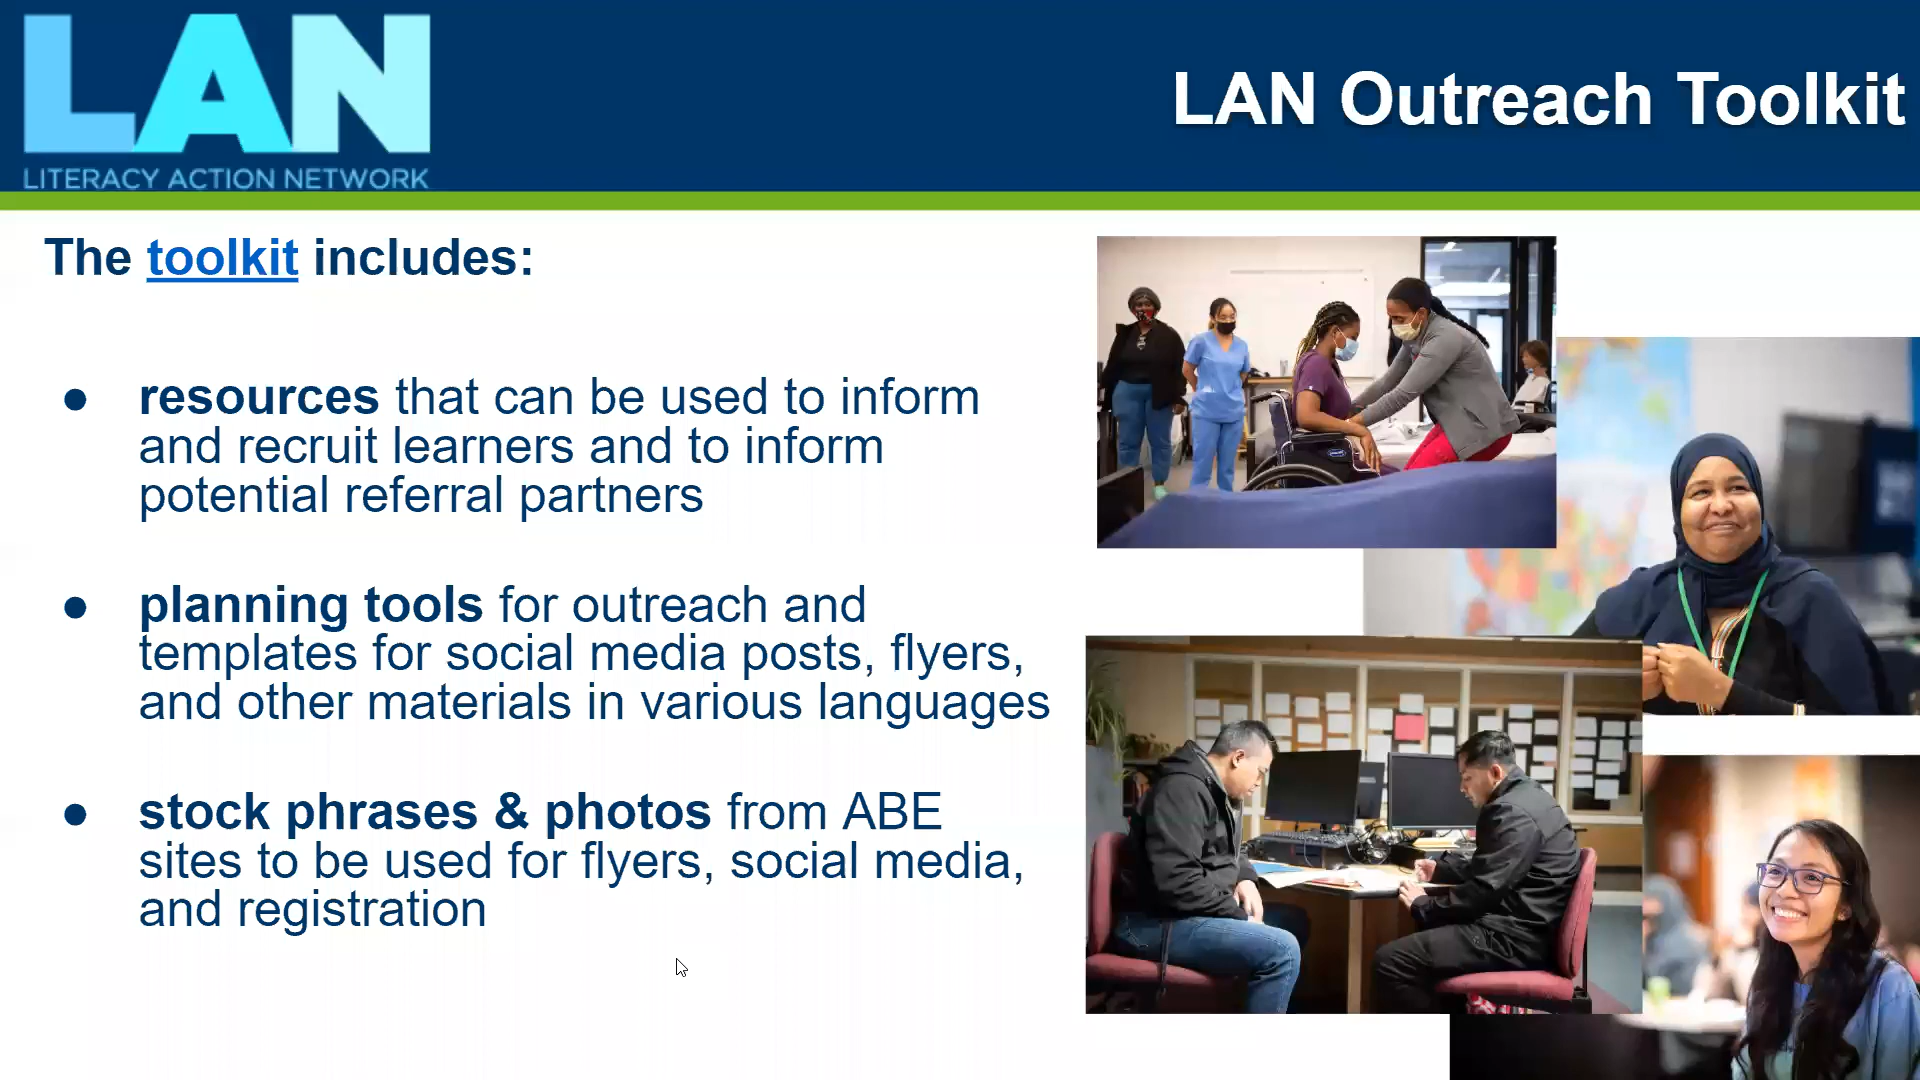 LAN
LITERACY ACTION NETWORK
LAN Outreach Toolkit
The toolkit includes:
● resources that can be used to inform
and recruit learners and to inform
potential referral partners
● planning tools for outreach and
templates for social media posts, flyers,
and other materials in various languages
● stock phrases & photos from ABE
sites to be used for flyers, social media,
and registration